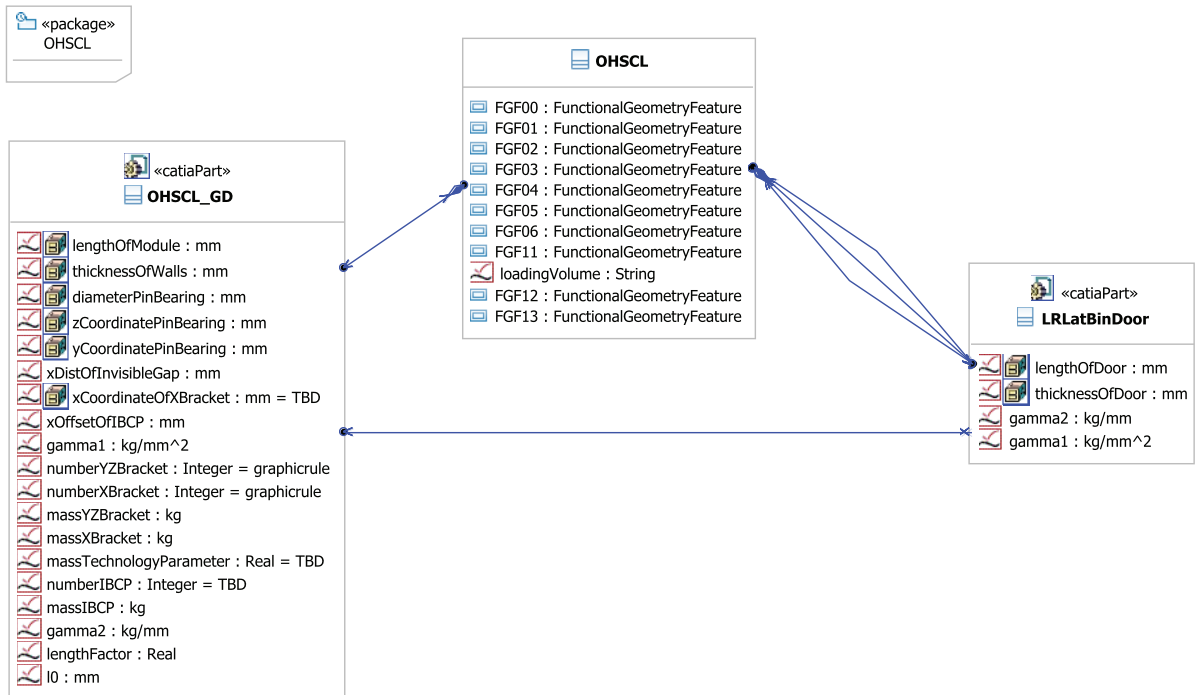 «package»
OHSCL
OHSCL
FGF00 : FunctionalGeometryFeature
FGF01 : FunctionalGeometryFeature
FGF02 : FunctionalGeometryFeature
FGF03 : FunctionalGeometryFeature
FGF04 : FunctionalGeometryFeature
FGF05 : FunctionalGeometryFeature
FGF06 : FunctionalGeometryFeature
FGF11 : FunctionalGeometryFeature
loadingVolume : String
FGF12 : FunctionalGeometryFeature
FGF13 : FunctionalGeometryFeature
«catiaPart»
OHSCL_GD
lengthOfModule : mm
thicknessOfWalls : mm
diameterPinBearing : mm
zCoordinatePinBearing : mm
yCoordinatePinBearing : mm
xDistOfInvisibleGap : mm
xCoordinateOfXBracket : mm = TBD
xOffsetOfIBCP : mm
gamma1 : kg/mm^2
numberYZBracket : Integer = graphicrule
numberXBracket : Integer = graphicrule
massYZBracket : kg
massXBracket : kg
massTechnologyParameter : Real = TBD
numberIBCP : Integer = TBD
massIBCP : kg
gamma2 : kg/mm
lengthFactor : Real
l0 : mm
«catiaPart»
LRLatBinDoor
lengthOfDoor : mm
thicknessOfDoor : mm
gamma2 : kg/mm
gamma1 : kg/mm^2